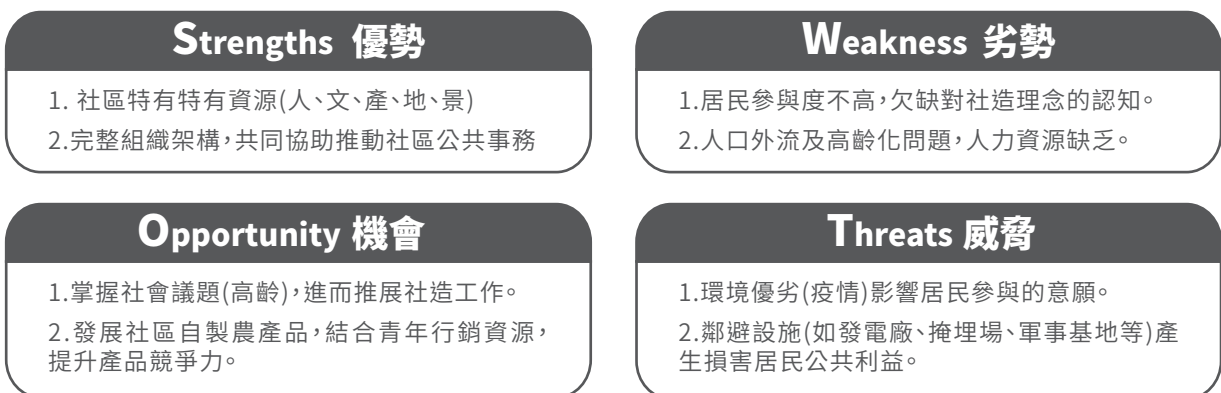 Strengths 優勢
1. 社區特有特有資源(人、文、產、地、景)
2.完整組織架構，共同協助推動社區公共事務
Weakness 劣勢
1.居民參與度不高，欠缺對社造理念的認知。
2.人口外流及高齡化問題，人力資源缺乏。
Opportunity 機會
1.掌握社會議題(高齡)，進而推展社造工作。
2.發展社區自製農產品，結合青年行銷資源，
提升產品競爭力。
Threats 威脅
1.環境優劣(疫情)影響居民參與的意願。
2.鄰避設施(如發電廠、掩埋場、軍事基地等)產
生損害居民公共利益。